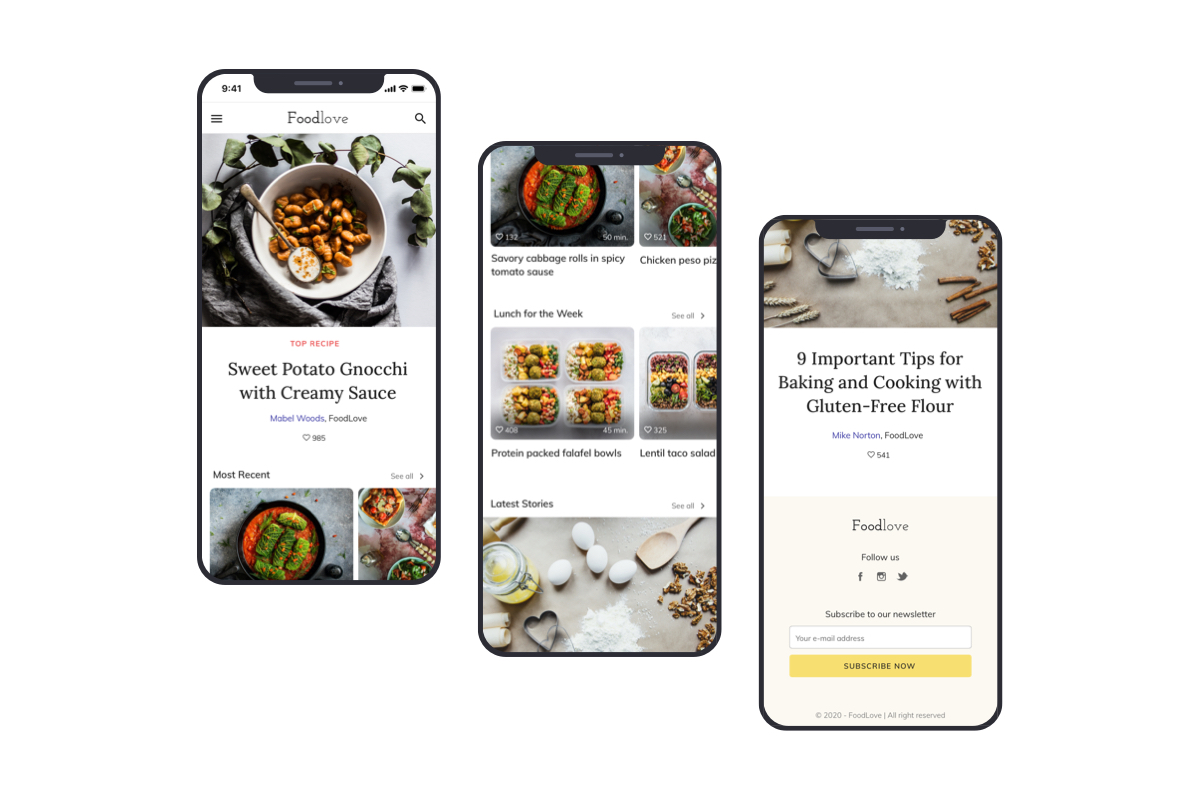 9:41
Foodlove
TOP RECIPE
Sweet Potato Gnocchi
with Creamy Sauce
Mabel Woods, FoodLove
985
Most Recent
See all
132
50 min.
521
Savory cabbage rolls in spicy
tomato sause
Chicken peso piz
Lunch for the Week
See all
408
45 min.
325
Protein packed falafel bowls
Lentil taco salad
Latest Stories
See all
9 Important Tips for
Baking and Cooking with
Gluten-Free Flour
Mike Norton, FoodLove
541
Foodlove
Follow us
Subscribe to our newsletter
Your e-mail address
SUBSCRIBE NOW
© 2020 - FoodLove | All right reserved